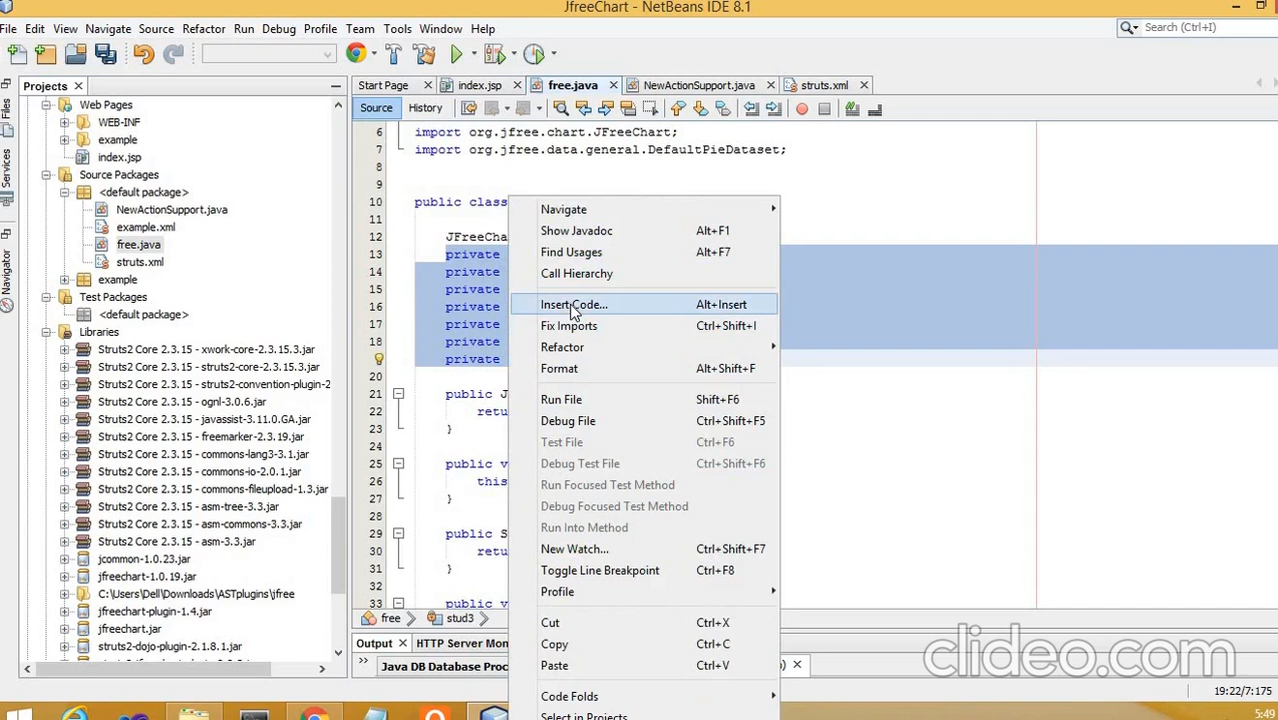 JfreeChart - NetBeans IDE 8.1
File Edit View Navigate Source Refactor Run Debug Profile Team Tools Window Help
Search (Ctrl+I)
Projects
Start Page index.jsp free.java NewActionSupport.java struts.xml
Source History
Files
Services
Navigator
Web Pages
WEB-INF
example
index.jsp
Source Packages
<default package>
NewActionSupport.java
example.xml
free.java
struts.xml
example
Test Packages
<default package>
Libraries
Struts2 Core 2.3.15 - xwork-core-2.3.15.3.jar
Struts2 Core 2.3.15 - struts2-core-2.3.15.3.jar
Struts2 Core 2.3.15 - struts2-convention-plugin-2
Struts2 Core 2.3.15 - ognl-3.0.6.jar
Struts2 Core 2.3.15 - javassist-3.11.0.GA.jar
Struts2 Core 2.3.15 - freemarker-2.3.19.jar
Struts2 Core 2.3.15 - commons-lang3-3.1.jar
Struts2 Core 2.3.15 - commons-io-2.0.1.jar
Struts2 Core 2.3.15 - commons-fileupload-1.3.jar
Struts2 Core 2.3.15 - asm-tree-3.3.jar
Struts2 Core 2.3.15 - asm-commons-3.3.jar
Struts2 Core 2.3.15 - asm-3.3.jar
jcommon-1.0.23.jar
jfreechart-1.0.19.jar
C:\Users\Dell\Downloads\ASTplugins\jfree
jfreechart-plugin-1.4.jar
jfreechart.jar
struts2-dojo-plugin-2.1.8.1.jar
6 import org.jfree.chart.JFreeChart;
7 import org.jfree.data.general.DefaultPieDataset;
8
9
10 public class
11
12 JFreeCha
13 private
14 private
15 private
16 private
17 private
18 private
private
20
21 public J
22 retu
23 }
24
25 public v
26 this
27 }
28
29 public S
30 retu
31 }
32
33 public v
Navigate
Show Javadoc Alt+F1
Find Usages Alt+F7
Call Hierarchy
Insert Code... Alt+Insert
Fix Imports Ctrl+Shift+I
Refactor
Format Alt+Shift+F
Run File Shift+F6
Debug File Ctrl+Shift+F5
Test File Ctrl+F6
Debug Test File Ctrl+Shift+F6
Run Focused Test Method
Debug Focused Test Method
Run Into Method
New Watch... Ctrl+Shift+F7
Toggle Line Breakpoint Ctrl+F8
Profile
Cut Ctrl+X
Copy Ctrl+C
Paste Ctrl+V
Code Folds
Select in Projects
free stud3
Output HTTP Server Mon
Java DB Database Proc
clideo.com
19:22/7:175
5:49